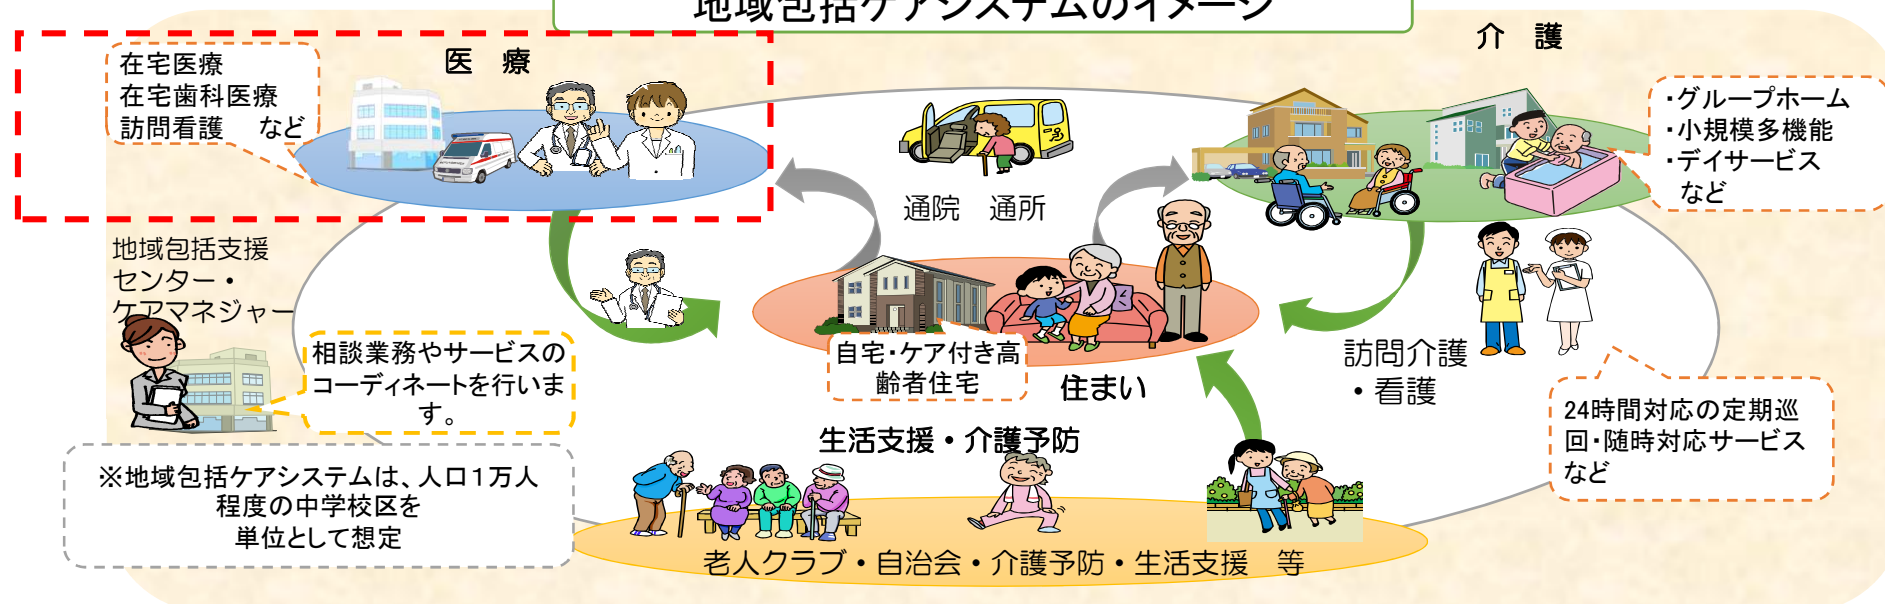 地域包括ケアシステムのイメージ
医　療
介　護
在宅医療
在宅歯科医療
訪問看護　など
・グループホーム
・小規模多機能
・デイサービス
など
通院　通所
地域包括支援
センター・
ケアマネジャー
相談業務やサービスの
コーディネートを行いま
す。
自宅・ケア付き高
齢者住宅
住まい
訪問介護
・看護
24時間対応の定期巡
回・随時対応サービス
など
生活支援・介護予防
※地域包括ケアシステムは、人口１万人
程度の中学校区を
単位として想定
老人クラブ・自治会・介護予防・生活支援　等